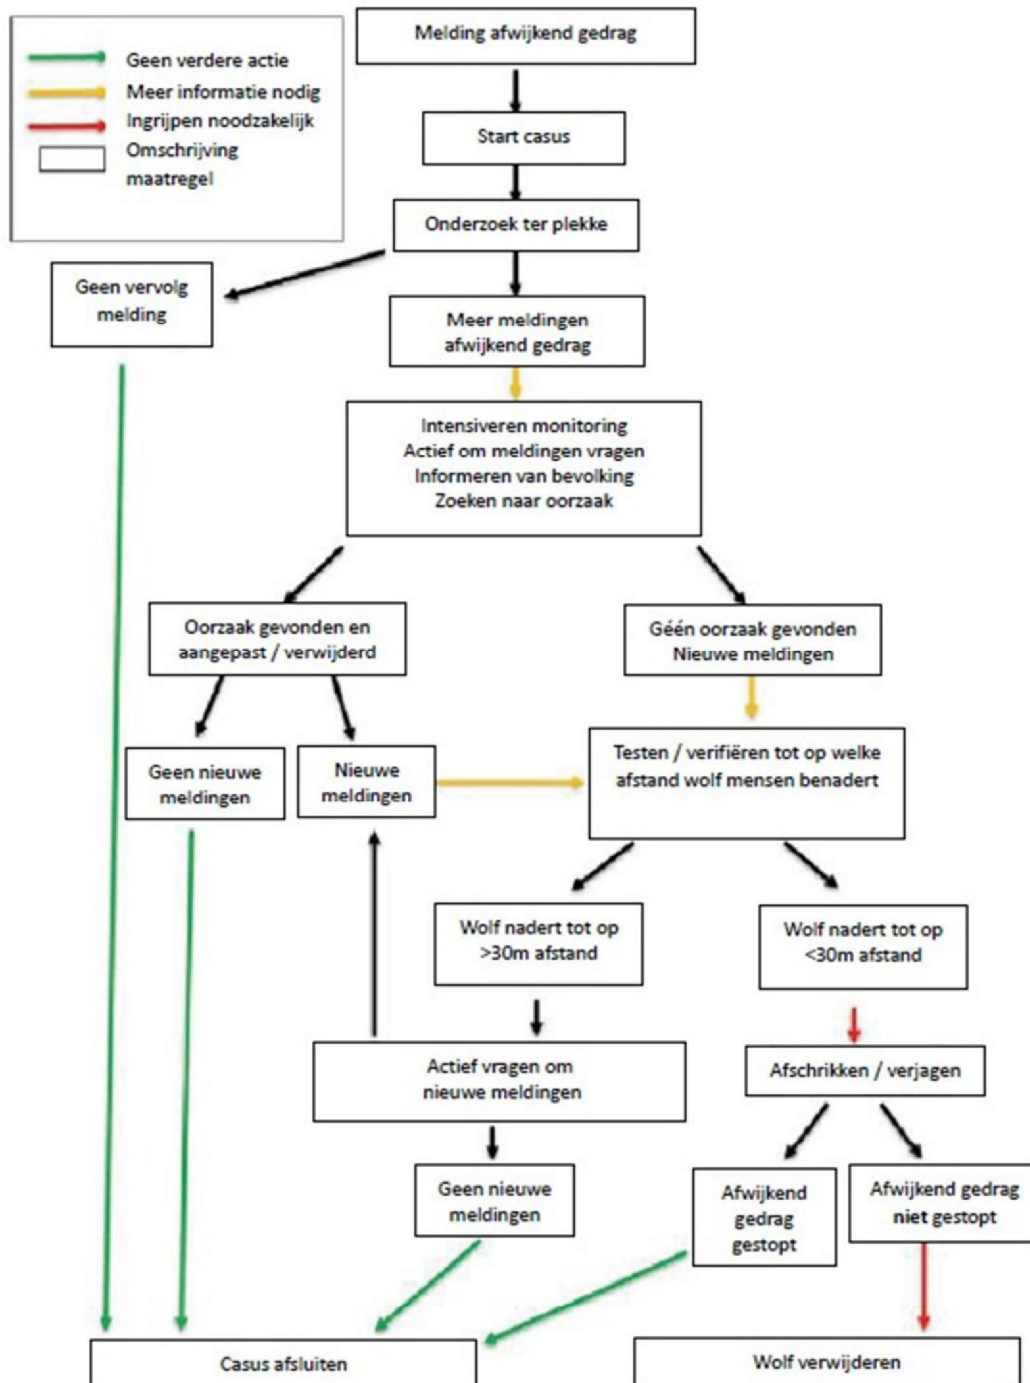 Geen verdere actie
Meer informatie nodig
Ingrijpen noodzakelijk
Omschrijving
maatregel
Melding afwijkend gedrag
Start casus
Onderzoek ter plekke
Geen vervolg
melding
Meer meldingen
afwijkend gedrag
Intensiveren monitoring
Actief om meldingen vragen
Informeren van bevolking
Zoeken naar oorzaak
Oorzaak gevonden en
aangepast / verwijderd
Géén oorzaak gevonden
Nieuwe meldingen
Geen nieuwe
meldingen
Nieuwe
meldingen
Testen / verifiëren tot op welke
afstand wolf mensen benadert
Wolf nadert tot op
>30m afstand
Wolf nadert tot op
<30m afstand
Actief vragen om
nieuwe meldingen
Afschrikken / verjagen
Geen nieuwe
meldingen
Afwijkend
gedrag
gestopt
Afwijkend gedrag
niet gestopt
Casus afsluiten
Wolf verwijderen